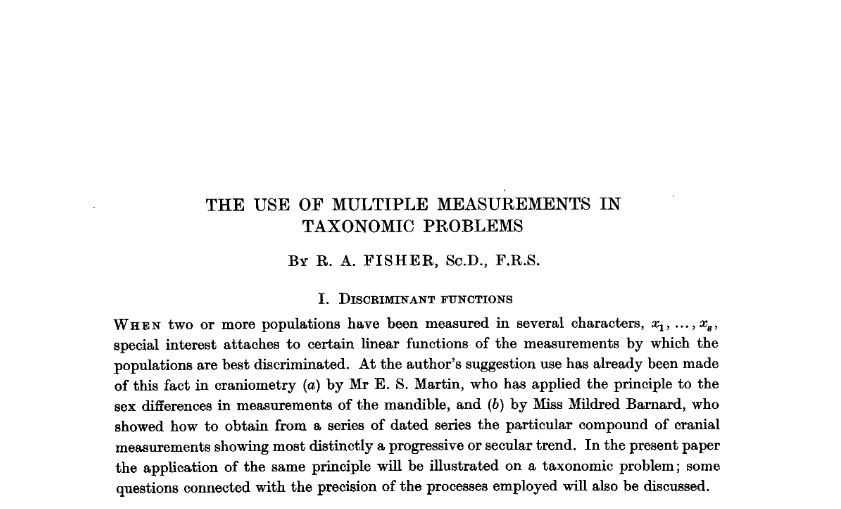 THE USE OF MULTIPLE MEASUREMENTS IN
TAXONOMIC PROBLEMS
BY R. A. FISHER, Sc.D., F.R.S.
I. DISCRIMINANT FUNCTIONS
WHEN two or more populations have been measured in several characters, x₁, ..., xₛ,
special interest attaches to certain linear functions of the measurements by which the
populations are best discriminated. At the author's suggestion use has already been made
of this fact in craniometry (a) by Mr E. S. Martin, who has applied the principle to the
sex differences in measurements of the mandible, and (b) by Miss Mildred Barnard, who
showed how to obtain from a series of dated series the particular compound of cranial
measurements showing most distinctly a progressive or secular trend. In the present paper
the application of the same principle will be illustrated on a taxonomic problem; some
questions connected with the precision of the processes employed will also be discussed.